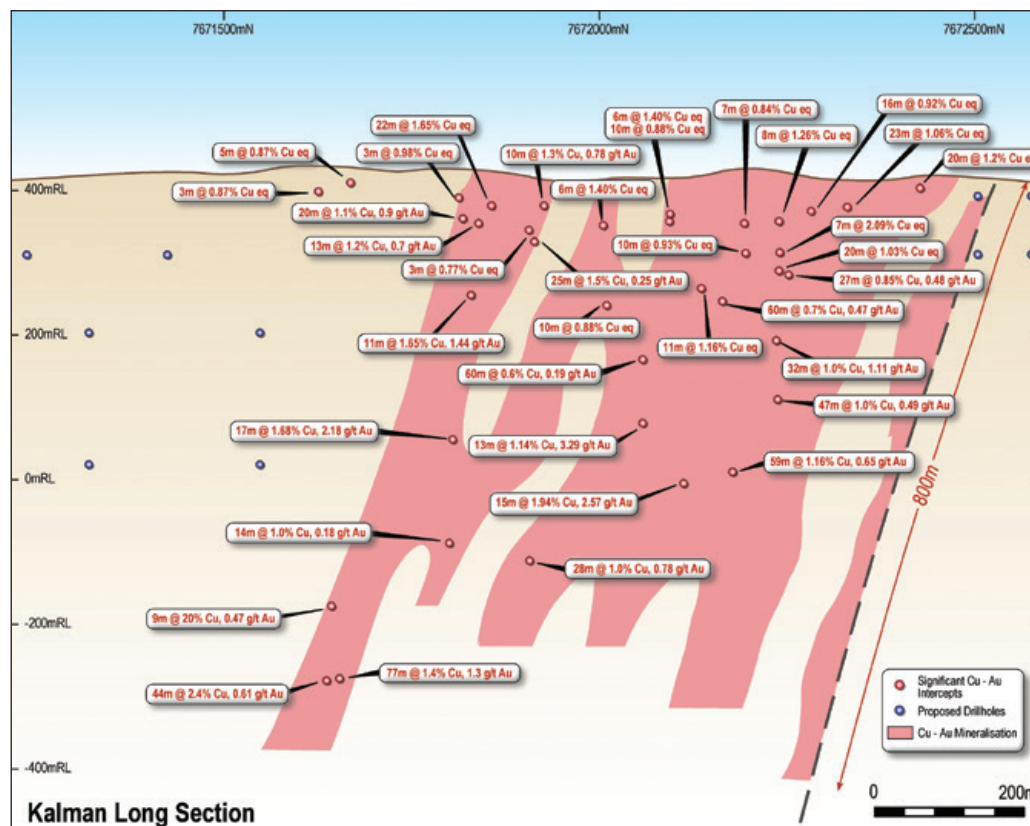 7671500mN
7672000mN
7672500mN
7m @ 0.84% Cu eq
16m @ 0.92% Cu eq
6m @ 1.40% Cu eq
10m @ 0.88% Cu eq
22m @ 1.65% Cu eq
8m @ 1.26% Cu eq
23m @ 1.06% Cu eq
5m @ 0.87% Cu eq
3m @ 0.98% Cu eq
10m @ 1.3% Cu, 0.78 g/t Au
20m @ 1.2% Cu eq
400mRL
3m @ 0.87% Cu eq
6m @ 1.40% Cu eq
20m @ 1.1% Cu, 0.9 g/t Au
7m @ 2.09% Cu eq
13m @ 1.2% Cu, 0.7 g/t Au
10m @ 0.93% Cu eq
20m @ 1.03% Cu eq
3m @ 0.77% Cu eq
25m @ 1.5% Cu, 0.25 g/t Au
27m @ 0.85% Cu, 0.48 g/t Au
60m @ 0.7% Cu, 0.47 g/t Au
200mRL
10m @ 0.88% Cu eq
11m @ 1.65% Cu, 1.44 g/t Au
11m @ 1.16% Cu eq
60m @ 0.6% Cu, 0.19 g/t Au
32m @ 1.0% Cu, 1.11 g/t Au
47m @ 1.0% Cu, 0.49 g/t Au
17m @ 1.68% Cu, 2.18 g/t Au
13m @ 1.14% Cu, 3.29 g/t Au
59m @ 1.16% Cu, 0.65 g/t Au
0mRL
800m
15m @ 1.94% Cu, 2.57 g/t Au
14m @ 1.0% Cu, 0.18 g/t Au
28m @ 1.0% Cu, 0.78 g/t Au
-200mRL
9m @ 20% Cu, 0.47 g/t Au
77m @ 1.4% Cu, 1.3 g/t Au
44m @ 2.4% Cu, 0.61 g/t Au
Significant Cu - Au
Intercepts
Proposed Drillholes
Cu - Au Mineralisation
-400mRL
0
200m
Kalman Long Section